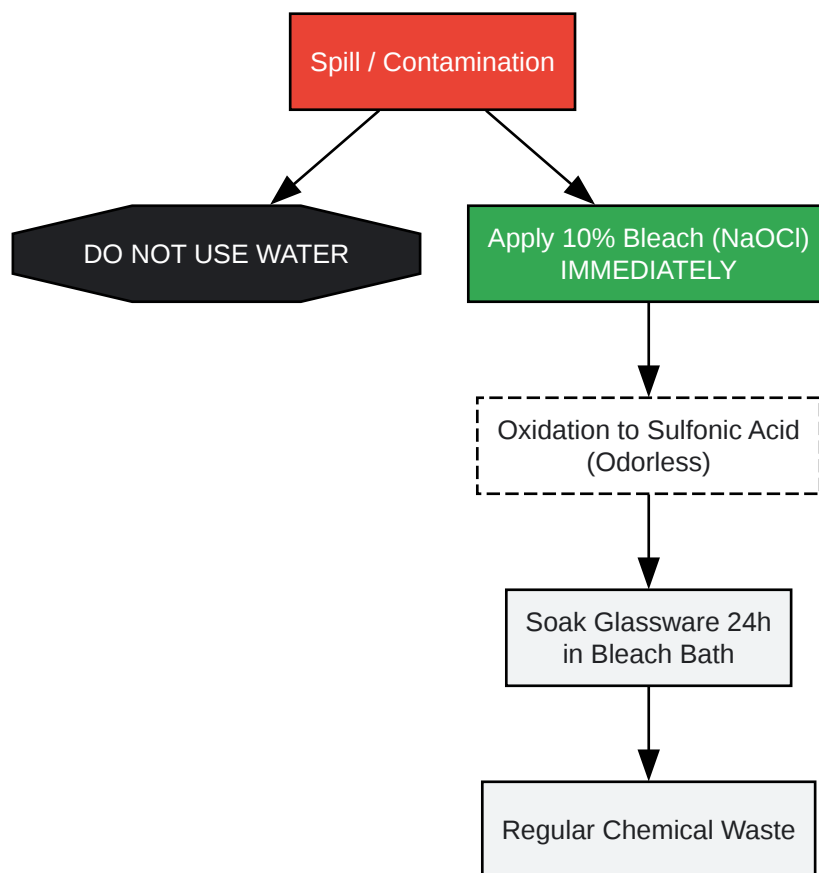 Spill / Contamination
DO NOT USE WATER
Apply 10% Bleach (NaOCl)
IMMEDIATELY
Oxidation to Sulfonic Acid
(Odorless)
Soak Glassware 24h
in Bleach Bath
Regular Chemical Waste